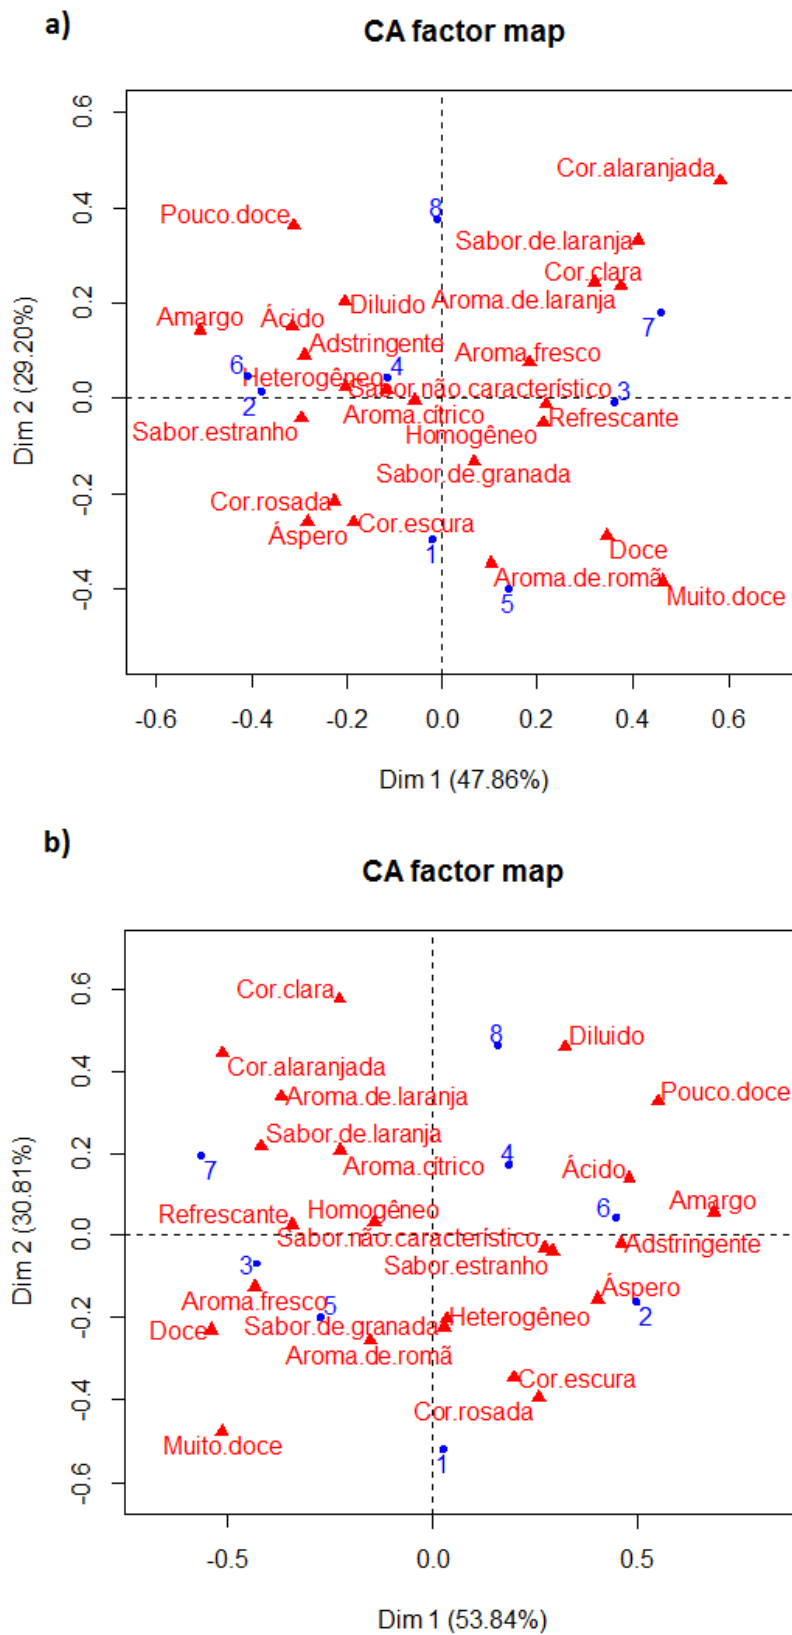 a)
CA factor map
0.6
0.4
0.2
0.0
-0.2
-0.4
Dim 2 (29.20%)
Cor.alaranjada
Pouco.doce
8
Sabor.de.laranja
Cor.clara
Diluido
Aroma.de.laranja
7
Amargo
Ácido
Adstringente
Aroma.fresco
6
4
Heterogêneo
Sabor.não.característico
3
2
Aroma.cítrico
Refrescante
Sabor.estranho
Homogêneo
Sabor.de.granada
Cor.rosada
Cor.escura
Áspero
1
Doce
Aroma.de.romã
5
Muito.doce
-0.6
-0.4
-0.2
0.0
0.2
0.4
0.6
Dim 1 (47.86%)
b)
CA factor map
0.6
0.4
0.2
0.0
-0.2
-0.4
-0.6
Dim 2 (30.81%)
Cor.clara
8
Diluido
Cor.alaranjada
Pouco.doce
Aroma.de.laranja
Sabor.de.laranja
7
Aroma.cítrico
4
Ácido
Amargo
Refrescante
Homogêneo
6
Sabor.não.característico
Adstringente
3
Sabor.estranho
Áspero
Aroma.fresco
5
2
Doce
Sabor.de.granada
Heterogêneo
Aroma.de.romã
Cor.escura
Cor.rosada
Muito.doce
1
-0.5
0.0
0.5
Dim 1 (53.84%)